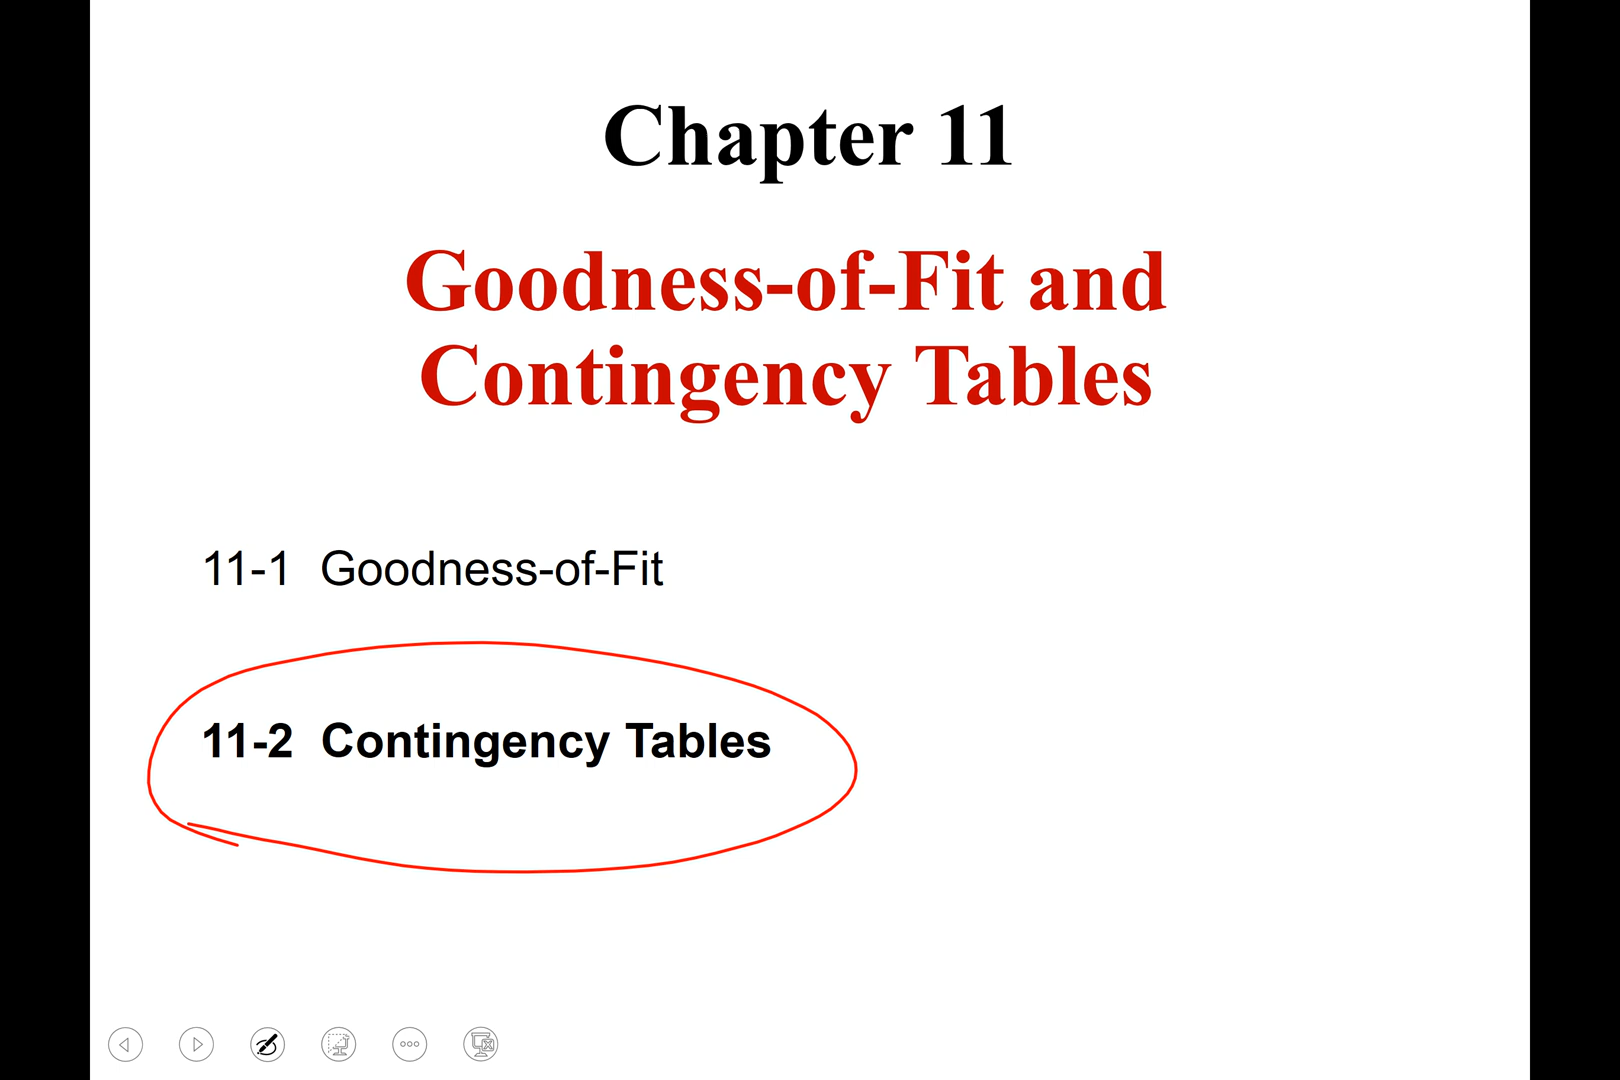 Chapter 11
Goodness-of-Fit and
Contingency Tables
11-1 Goodness-of-Fit
11-2 Contingency Tables